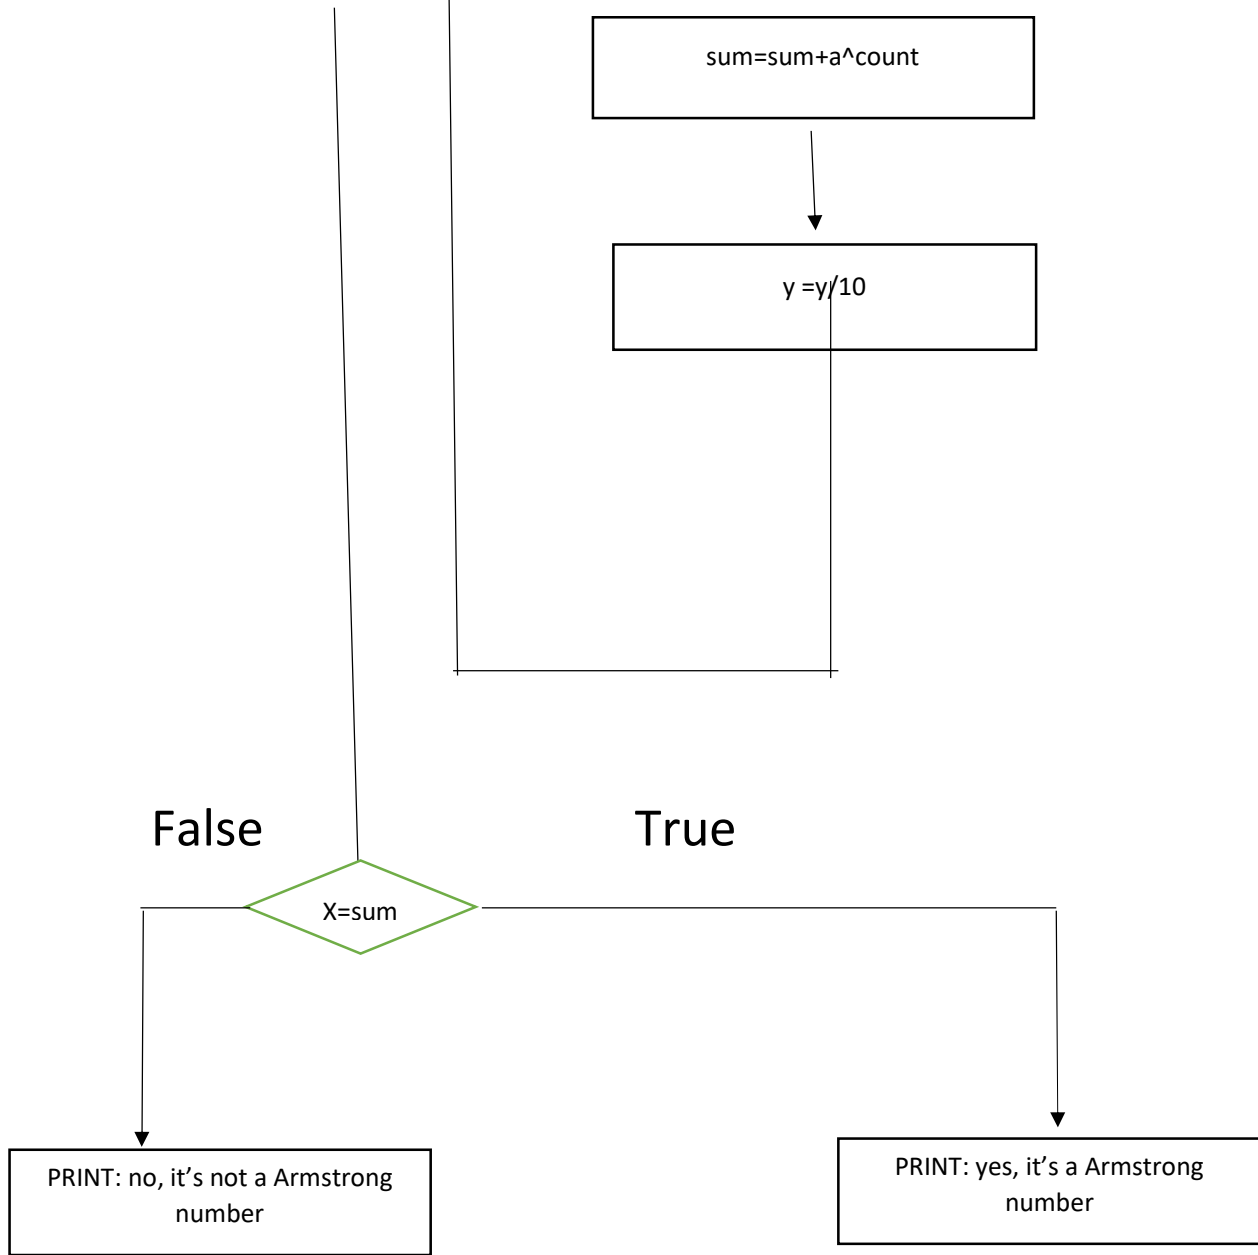 sum=sum+a^count
y =y/10
False
True
X=sum
PRINT: no, it’s not a Armstrong
number
PRINT: yes, it’s a Armstrong
number